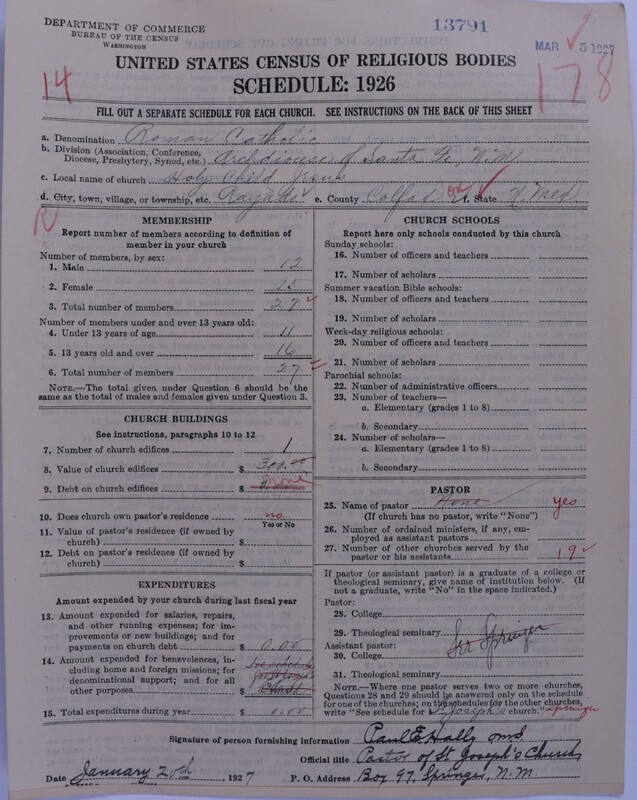 DEPARTMENT OF COMMERCE
BUREAU OF THE CENSUS
WASHINGTON
13791
MAR 5 1927
14
178
UNITED STATES CENSUS OF RELIGIOUS BODIES
SCHEDULE: 1926
FILL OUT A SEPARATE SCHEDULE FOR EACH CHURCH. SEE INSTRUCTIONS ON THE BACK OF THIS SHEET
a. Denomination Roman Catholic
b. Division (Association, Conference, Diocese, Presbytery, Synod, etc.) Archdiocese of Santa Fe, N.M.
c. Local name of church Holy Child Jesus
d. City, town, village, or township, etc. e. County Colfax f. State N. Mex
R
MEMBERSHIP
Report number of members according to definition of
member in your church
Number of members, by sex:
1. Male 12
2. Female 15
3. Total number of members 27
Number of members under and over 13 years old:
4. Under 13 years of age 11
5. 13 years old and over 16
6. Total number of members 27
NOTE.—The total given under Question 6 should be
same as the total of males and females given under Question 3.
CHURCH BUILDINGS
See instructions, paragraphs 10 to 12
7. Number of church edifices 1
8. Value of church edifices $ 300.00
9. Debt on church edifices $ none
10. Does church own pastor's residence no
Yes or No
11. Value of pastor's residence (if owned by
church) $
12. Debt on pastor's residence (if owned by
church) $
EXPENDITURES
Amount expended by your church during last fiscal year
13. Amount expended for salaries, repairs,
and other running expenses; for im-
provements or new buildings; and for
payments on church debt $ 0.00
14. Amount expended for benevolences, in-
cluding home and foreign missions; for
denominational support; and for all
other purposes $
15. Total expenditures during year $ 0.00
CHURCH SCHOOLS
Report here only schools conducted by this church
Sunday schools:
16. Number of officers and teachers
17. Number of scholars
Summer vacation Bible schools:
18. Number of officers and teachers
19. Number of scholars
Week-day religious schools:
20. Number of officers and teachers
21. Number of scholars
Parochial schools:
22. Number of administrative officers
23. Number of teachers—
a. Elementary (grades 1 to 8)
b. Secondary
24. Number of scholars—
a. Elementary (grades 1 to 8)
b. Secondary
PASTOR
25. Name of pastor None yes
(If church has no pastor, write "None")
26. Number of ordained ministers, if any, em-
ployed as assistant pastors
27. Number of other churches served by the
pastor or his assistants 19
If pastor (or assistant pastor) is a graduate of a college or
theological seminary, give name of institution below. (If
not a graduate, write "No" in the space indicated.)
Pastor:
28. College
29. Theological seminary See Springer
Assistant pastor:
30. College
31. Theological seminary
NOTE.—Where one pastor serves two or more churches,
Questions 28 and 29 should be answered only on the schedule
for one of the churches; on the schedules for the other churches,
write "See schedule for St Joseph's church." Springer
Signature of person furnishing information Paul E Hally omd.
Official title Pastor of St. Joseph's Church,
Date January 20th, 1927 P. O. Address Box 97, Springer, N.M.